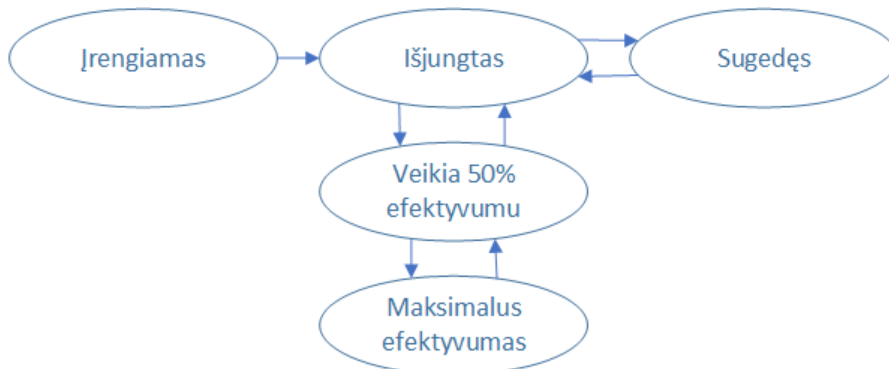 Įrengiamas
Išjungtas
Sugedęs
Veikia 50%
efektyvumu
Maksimalus
efektyvumas